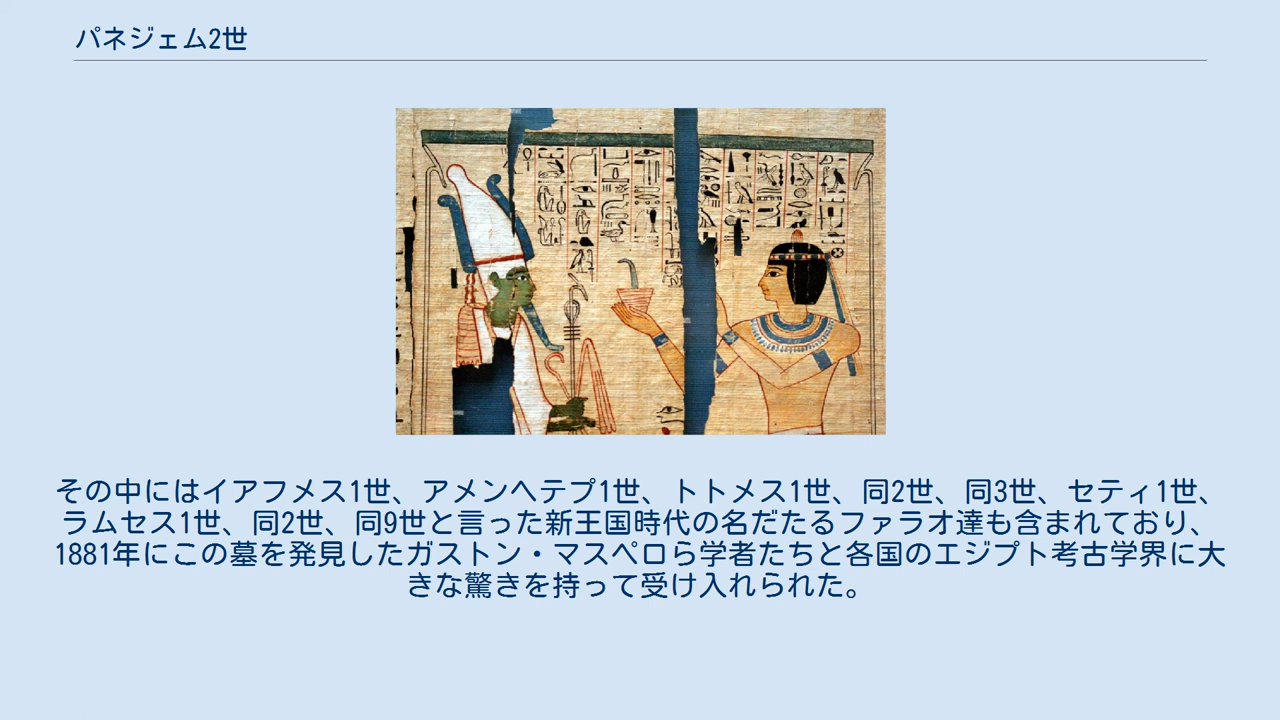 パネジェム2世
その中にはイアフメス1世、アメンヘテプ1世、トトメス1世、同2世、同3世、セティ1世、
ラムセス1世、同2世、同9世と言った新王国時代の名だたるファラオ達も含まれており、
1881年にこの墓を発見したガストン・マスペロら学者たちと各国のエジプト考古学界に大
きな驚きを持って受け入れられた。